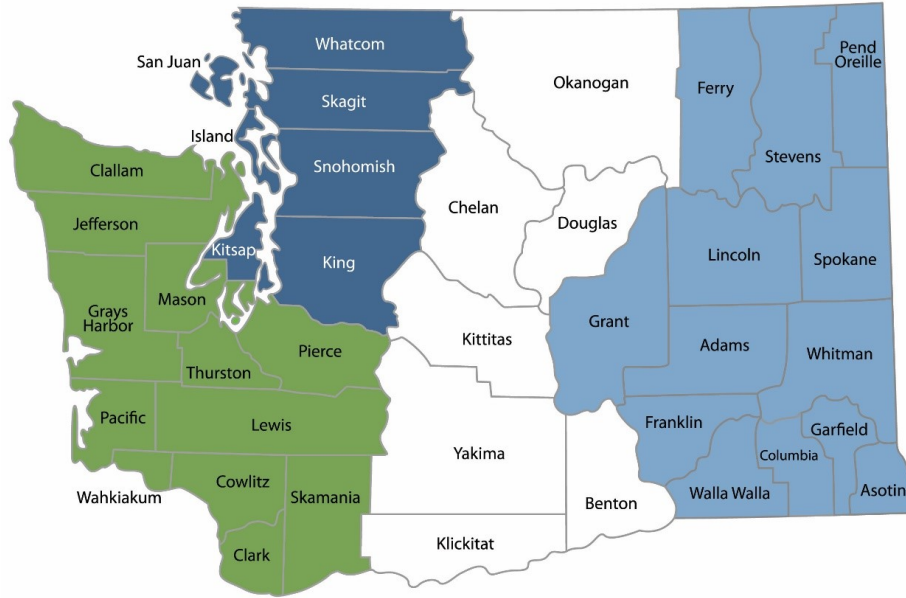 Whatcom
San Juan
Pend
Oreille
Okanogan
Ferry
Skagit
Island
Stevens
Snohomish
Clallam
Chelan
Jefferson
Douglas
Kitsap
King
Lincoln
Spokane
Mason
Grays
Harbor
Grant
Kittitas
Pierce
Adams
Whitman
Thurston
Pacific
Lewis
Franklin
Garfield
Yakima
Columbia
Cowlitz
Wahkiakum
Skamania
Walla Walla
Asotin
Benton
Klickitat
Clark